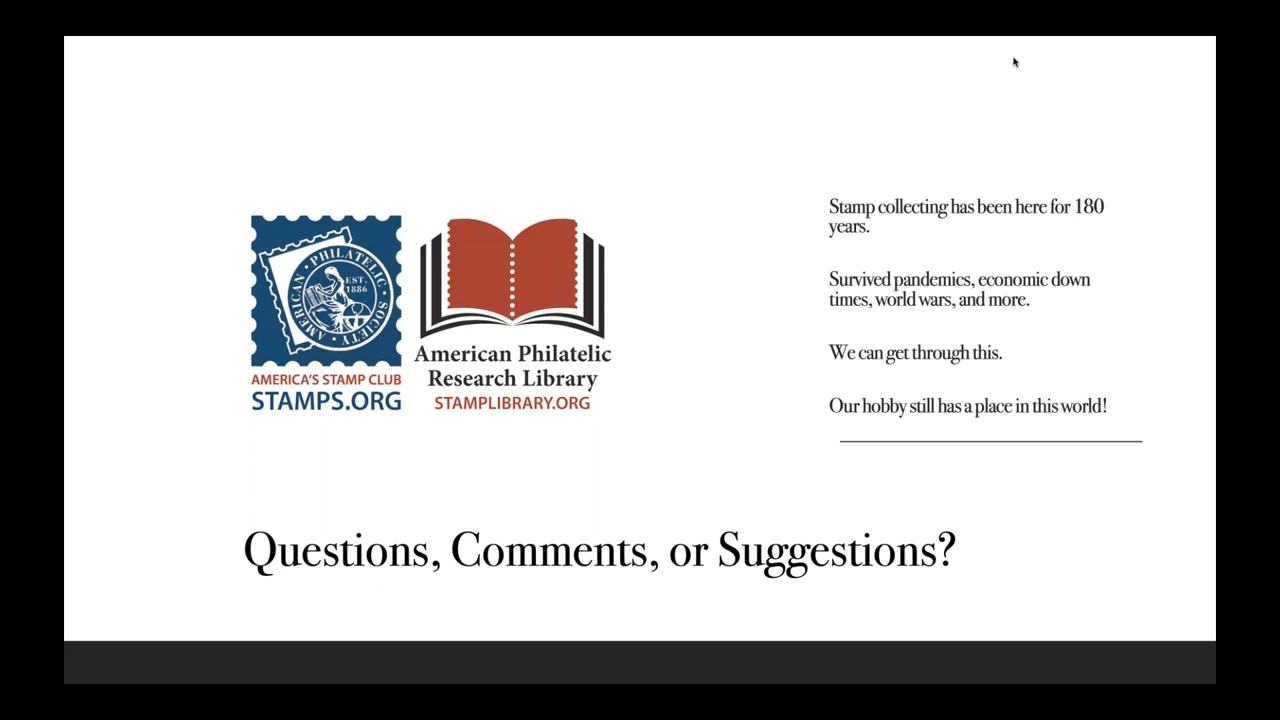 AMERICAN • PHILATELIC • SOCIETY •
EST.
1886
AMERICA'S STAMP CLUB
STAMPS.ORG
American Philatelic
Research Library
STAMPLIBRARY.ORG
Stamp collecting has been here for 180
years.
Survived pandemics, economic down
times, world wars, and more.
We can get through this.
Our hobby still has a place in this world!
Questions, Comments, or Suggestions?